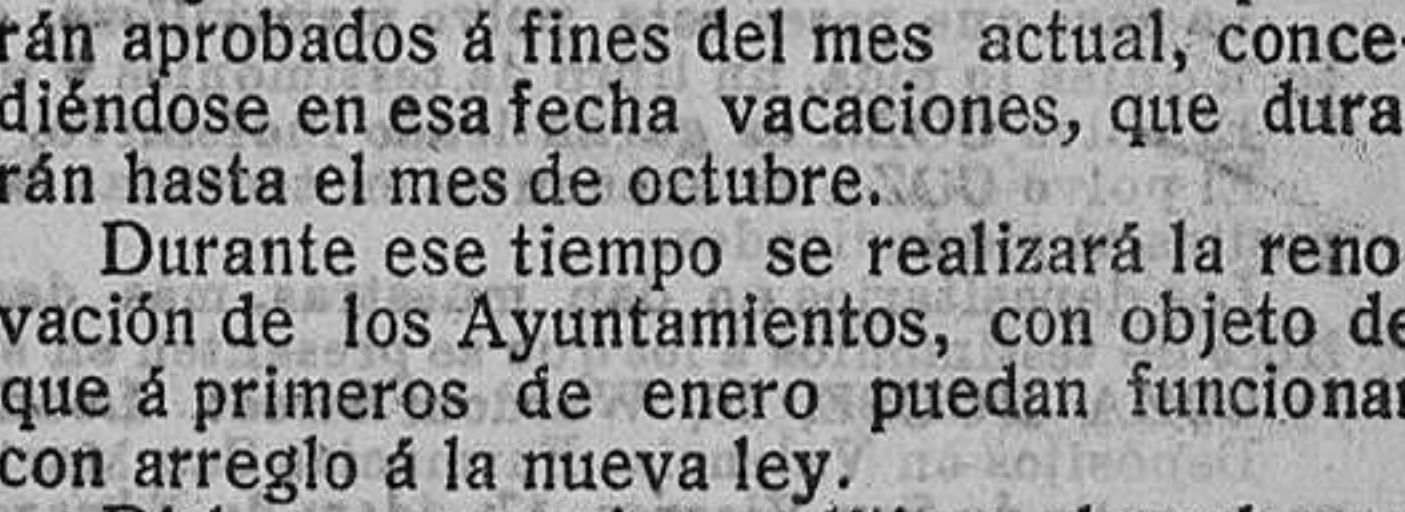 rán aprobados á fines del mes actual, conce-
diéndose en esa fecha vacaciones, que dura
rán hasta el mes de octubre.
Durante ese tiempo se realizará la reno
vación de los Ayuntamientos, con objeto de
que á primeros de enero puedan funcionar
con arreglo á la nueva ley.